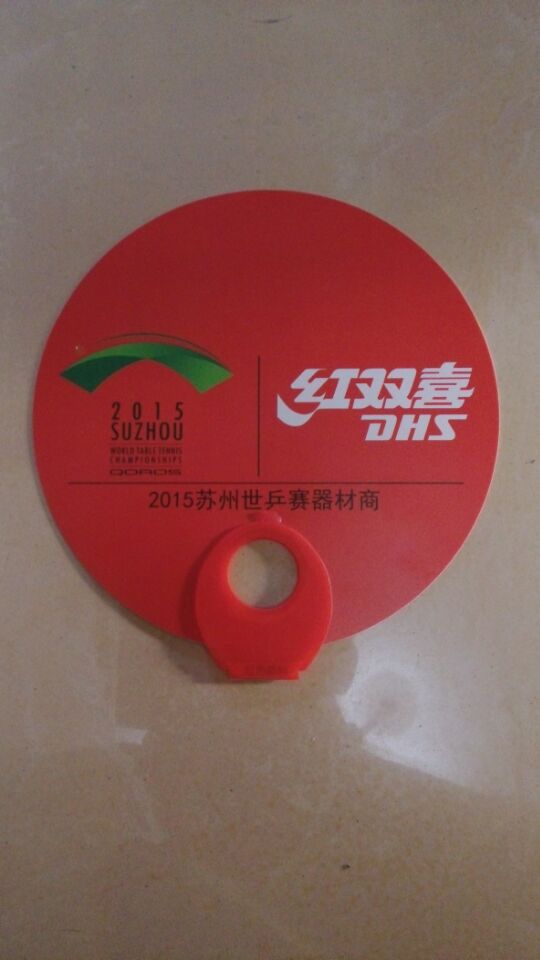 2015
SUZHOU
WORLD TABLE TENNIS
CHAMPIONSHIPS
QOROS
红双喜
DHS
2015苏州世乒赛器材商